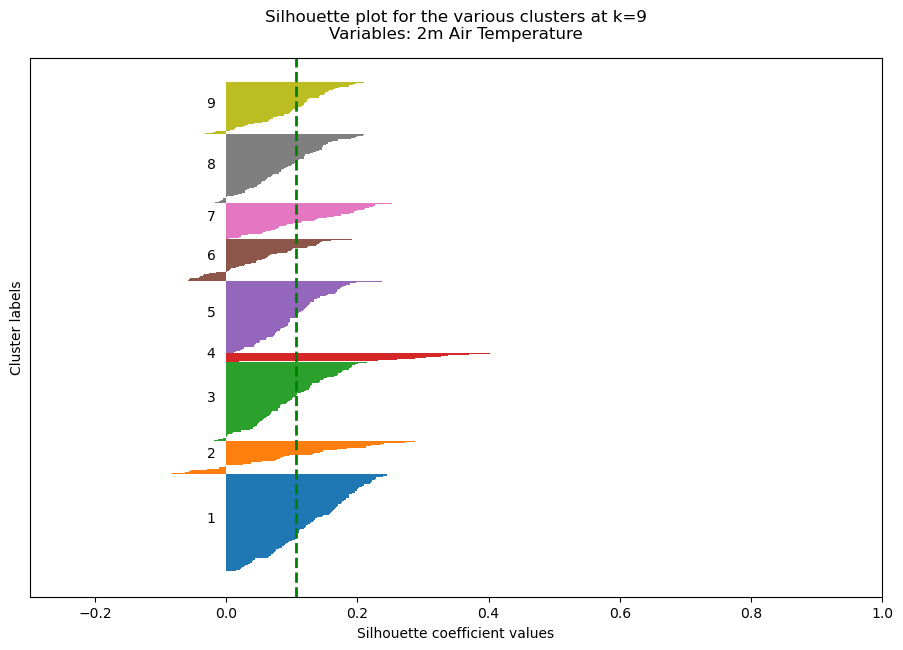 Silhouette plot for the various clusters at k=9
Variables: 2m Air Temperature
Cluster labels
9
8
7
6
5
4
3
2
1
−0.2 0.0 0.2 0.4 0.6 0.8 1.0
Silhouette coefficient values